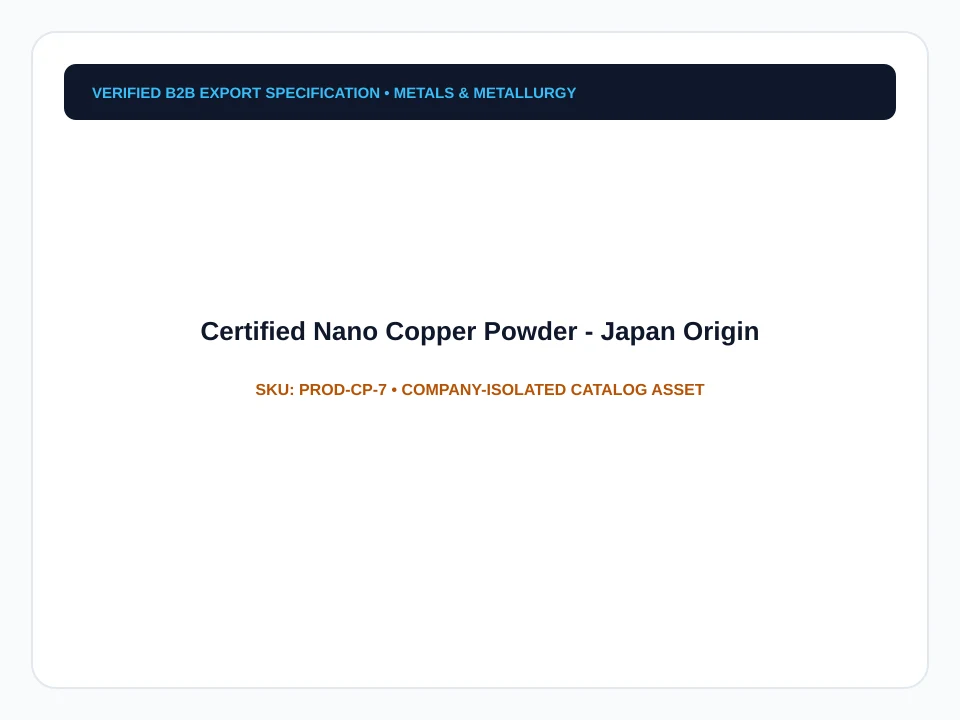 VERIFIED B2B EXPORT SPECIFICATION • METALS & METALLURGY
Certified Nano Copper Powder - Japan Origin
SKU: PROD-CP-7 • COMPANY-ISOLATED CATALOG ASSET